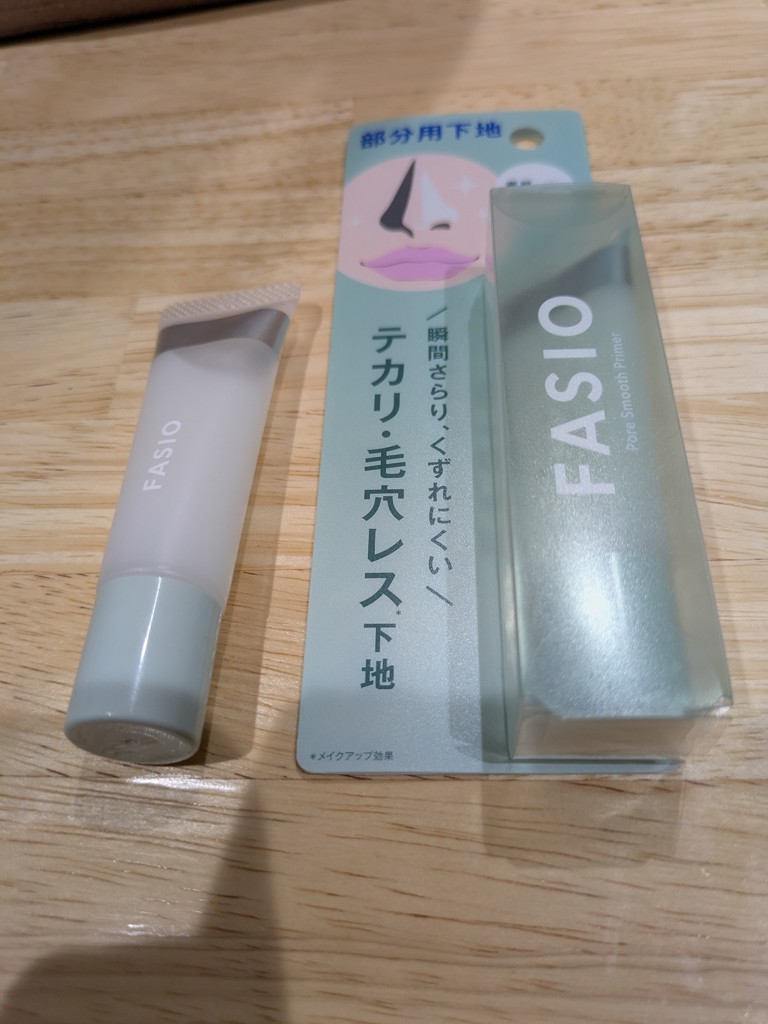 部分用下地
瞬間さらり、くずれにくい
テカリ・毛穴レス*下地
*メイクアップ効果
FASIO
Pore Smooth Primer
FASIO